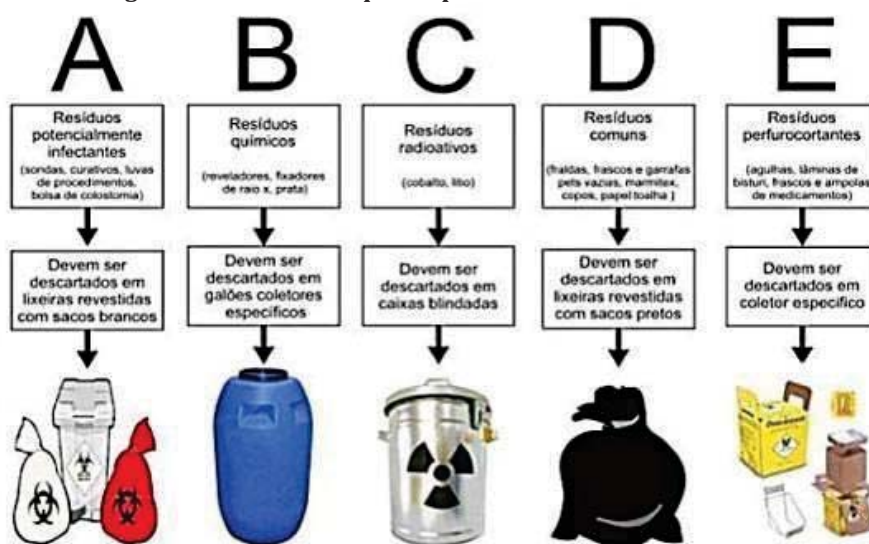 A
Resíduos
potencialmente
infectantes
(sondas, curativos, luvas
de procedimentos,
bolsa de colostomia)
Devem ser
descartados em
lixeiras revestidas
com sacos brancos
B
Resíduos
químicos
(reveladores, fixadores
de raio x, prata)
Devem ser
descartados em
galões coletores
específicos
C
Resíduos
radioativos
(cobalto, lítio)
Devem ser
descartados em
caixas blindadas
D
Resíduos
comuns
(fraldas, frascos e garrafas
pets vazias, marmitex,
copos, papel toalha )
Devem ser
descartados em
lixeiras revestidas
com sacos pretos
E
Resíduos
perfurocortantes
(agulhas, lâminas de
bisturi, frascos e ampolas
de medicamentos)
Devem ser
descartados em
coletor específico